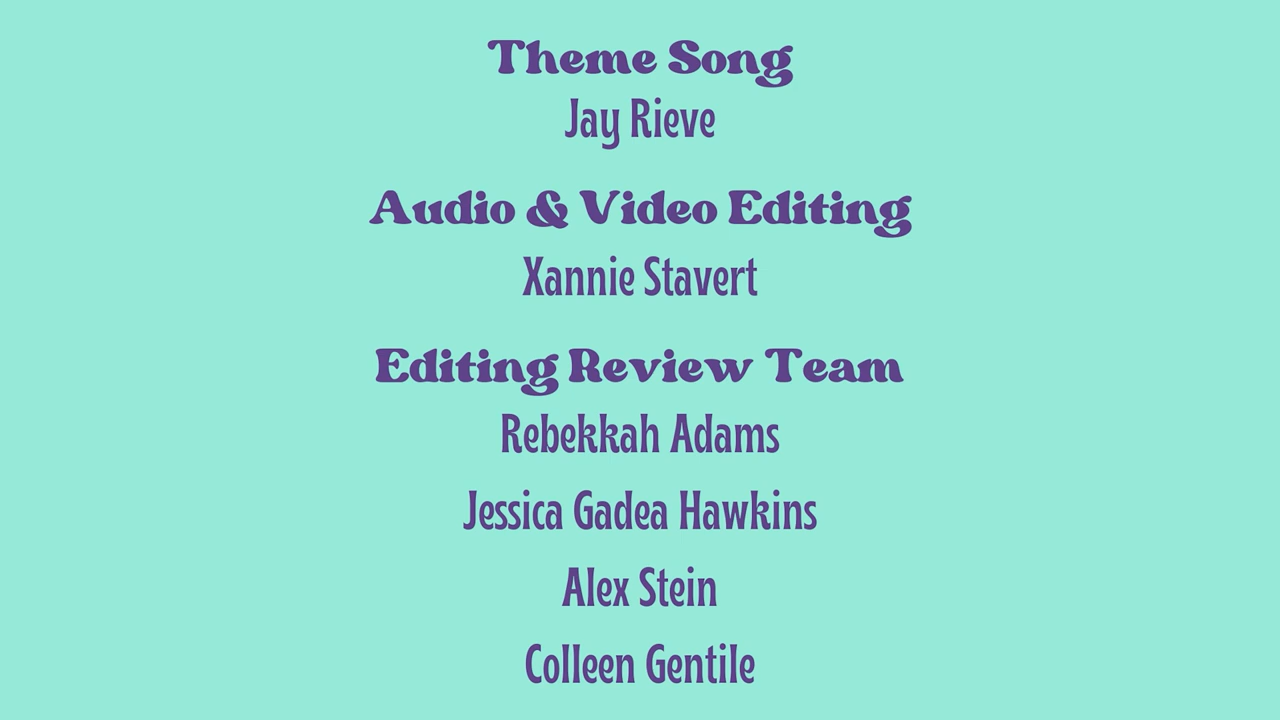 Theme Song
Jay Rieve
Audio & Video Editing
Xannie Stavert
Editing Review Team
Rebekkah Adams
Jessica Gadea Hawkins
Alex Stein
Colleen Gentile